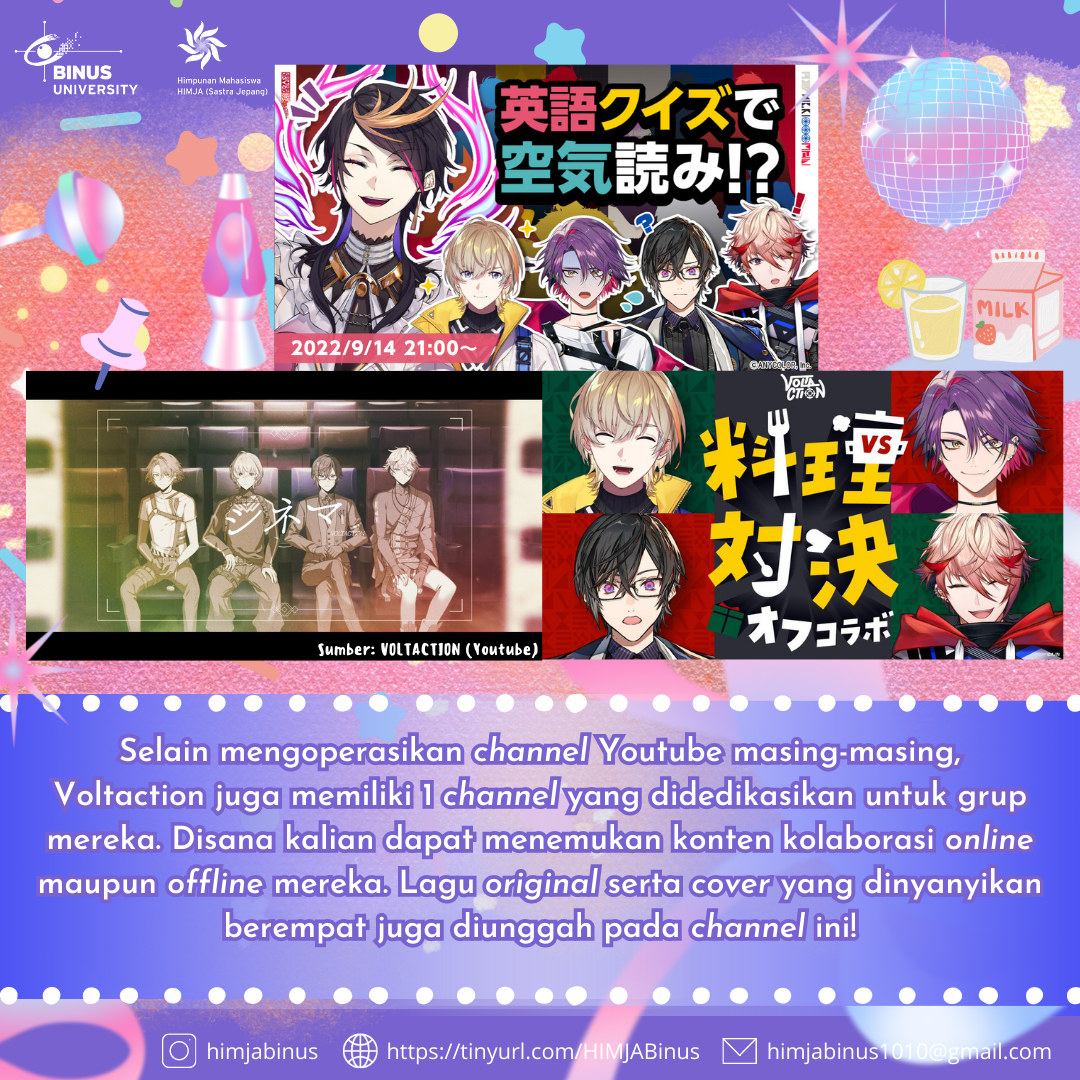 BINUS
UNIVERSITY
Himpunan Mahasiswa
HIMJA (Sastra Jepang)
英語クイズで
空気読み!?
2022/9/14 21:00〜
©ANYCOLOR, Inc.
MILK
シネマ
Sumber: VOLTACTION (Youtube)
VOLTACTION
料理
VS
対決
オフコラボ
Selain mengoperasikan channel Youtube masing-masing,
Voltaction juga memiliki 1 channel yang didedikasikan untuk grup
mereka. Disana kalian dapat menemukan konten kolaborasi online
maupun offline mereka. Lagu original serta cover yang dinyanyikan
berempat juga diunggah pada channel ini!
himjabinus
https://tinyurl.com/HIMJABinus
himjabinus1010@gmail.com